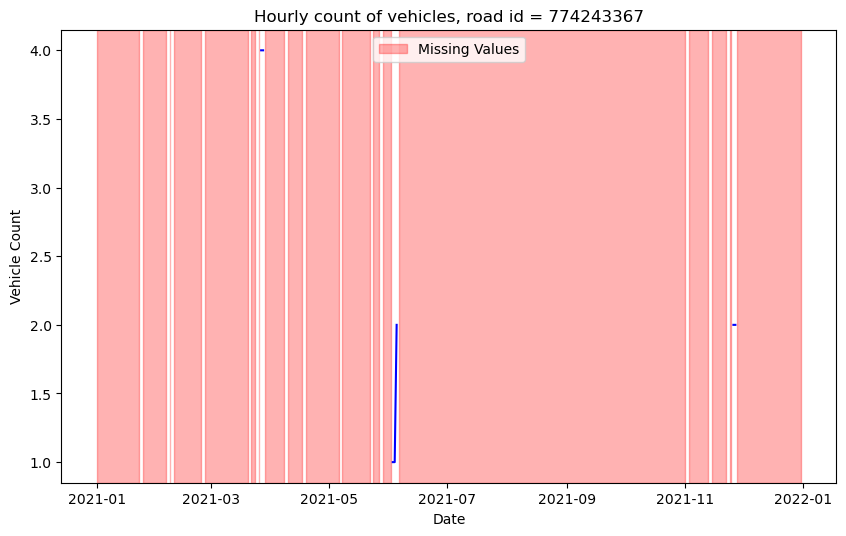 Hourly count of vehicles, road id = 774243367
Missing Values
Vehicle Count
4.0
3.5
3.0
2.5
2.0
1.5
1.0
2021-01 2021-03 2021-05 2021-07 2021-09 2021-11 2022-01
Date